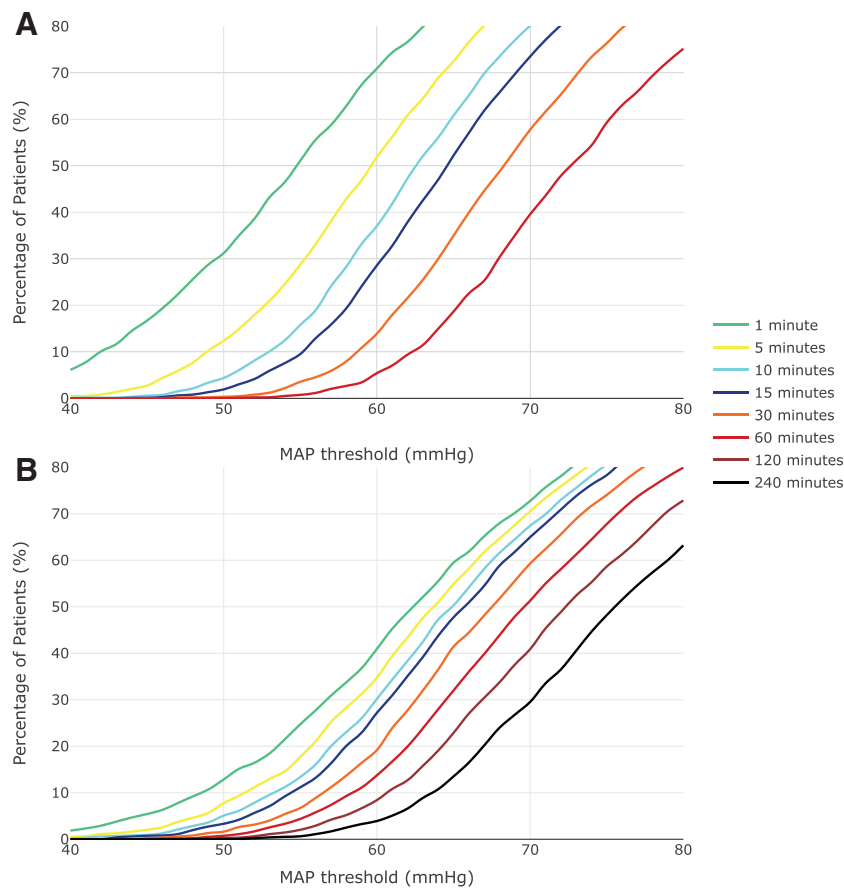 A
80
70
60
50
40
30
20
10
0
40 50 60 70 80
Percentage of Patients (%)
MAP threshold (mmHg)
1 minute
5 minutes
10 minutes
15 minutes
30 minutes
60 minutes
120 minutes
240 minutes
B
80
70
60
50
40
30
20
10
0
40 50 60 70 80
Percentage of Patients (%)
MAP threshold (mmHg)